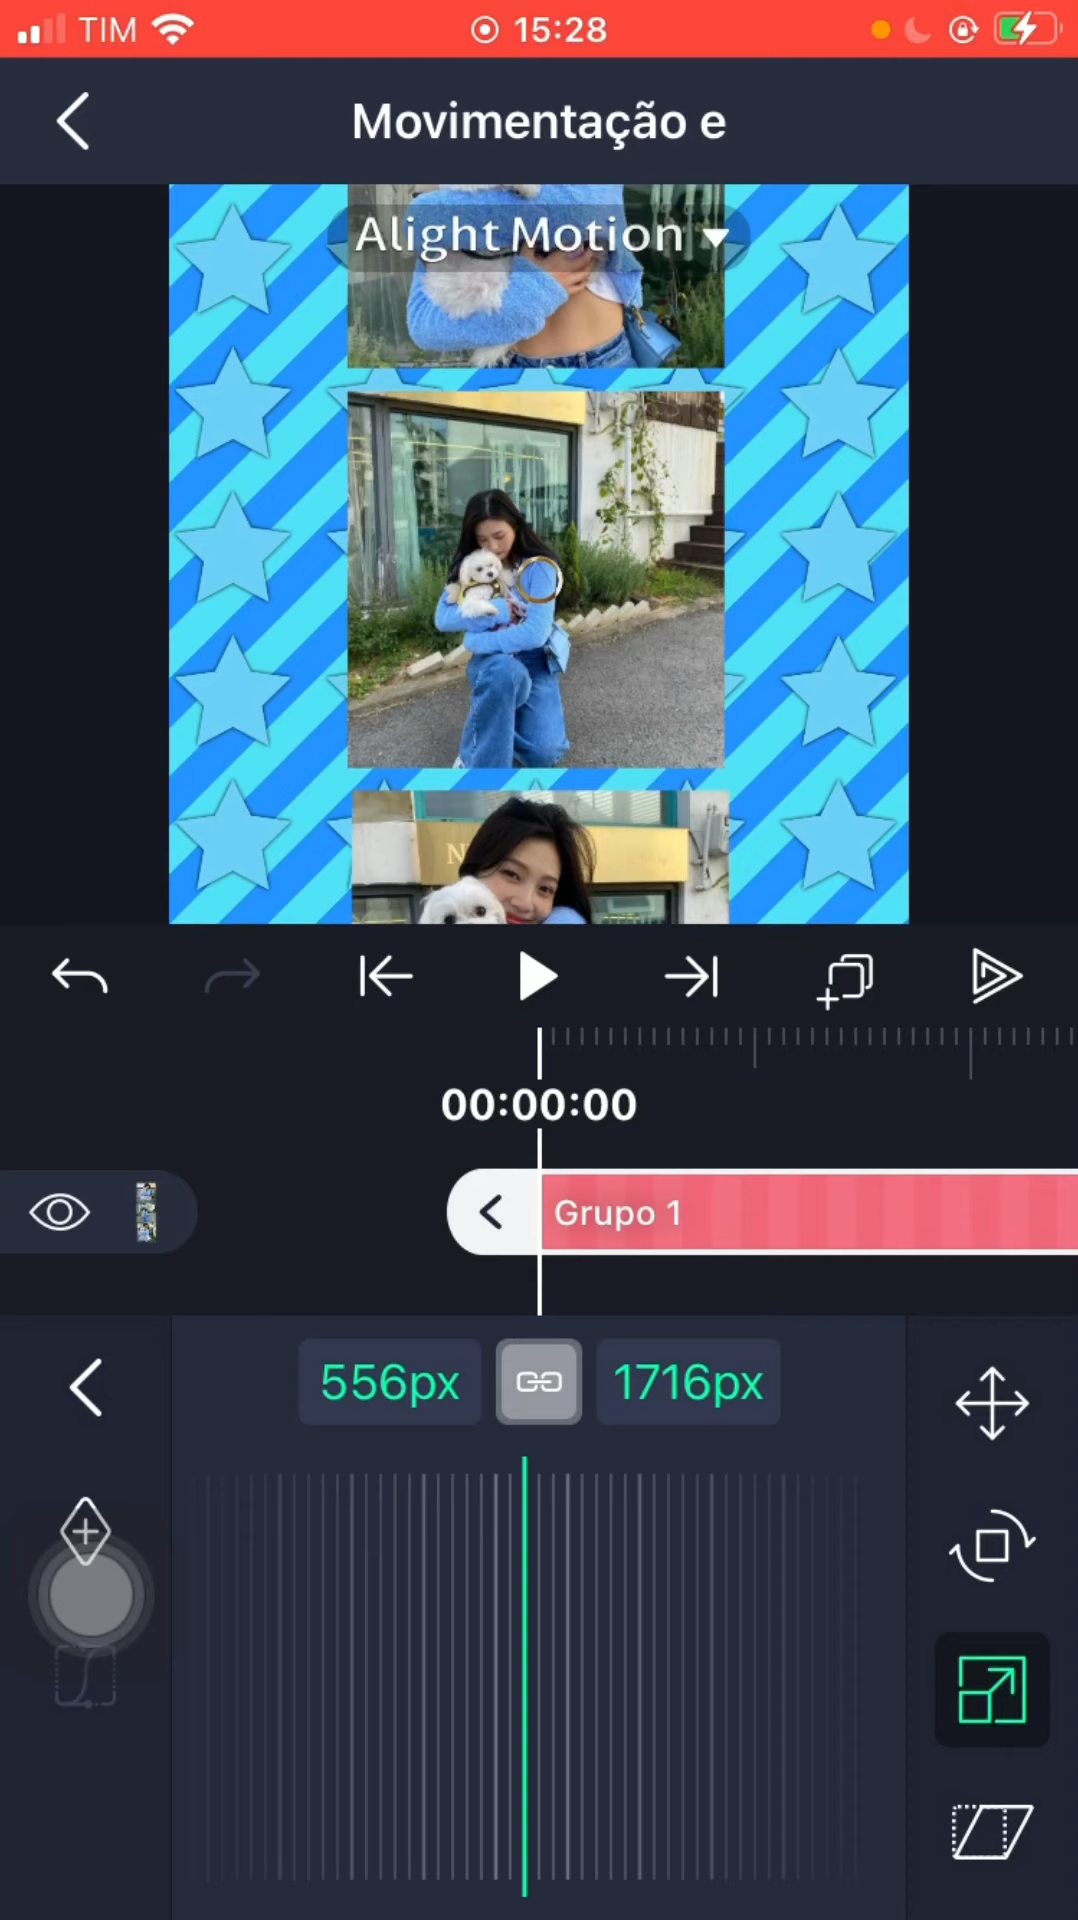 TIM 15:28
Movimentação e
Alight Motion
N
00:00:00
Grupo 1
556px 1716px